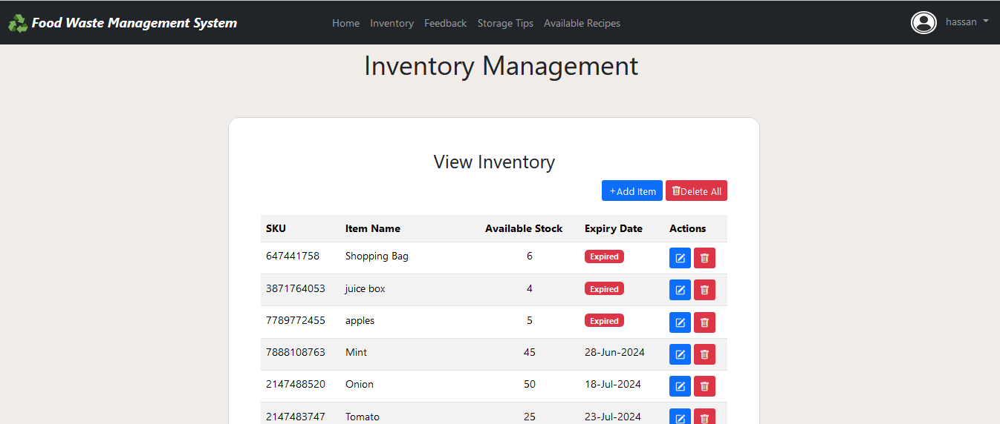 Food Waste Management System Home Inventory Feedback Storage Tips Available Recipes hassan
Inventory Management
View Inventory
+Add Item Delete All
SKU Item Name Available Stock Expiry Date Actions
647441758 Shopping Bag 6 Expired
3871764053 juice box 4 Expired
7789772455 apples 5 Expired
7888108763 Mint 45 28-Jun-2024
2147488520 Onion 50 18-Jul-2024
2147483747 Tomato 25 23-Jul-2024